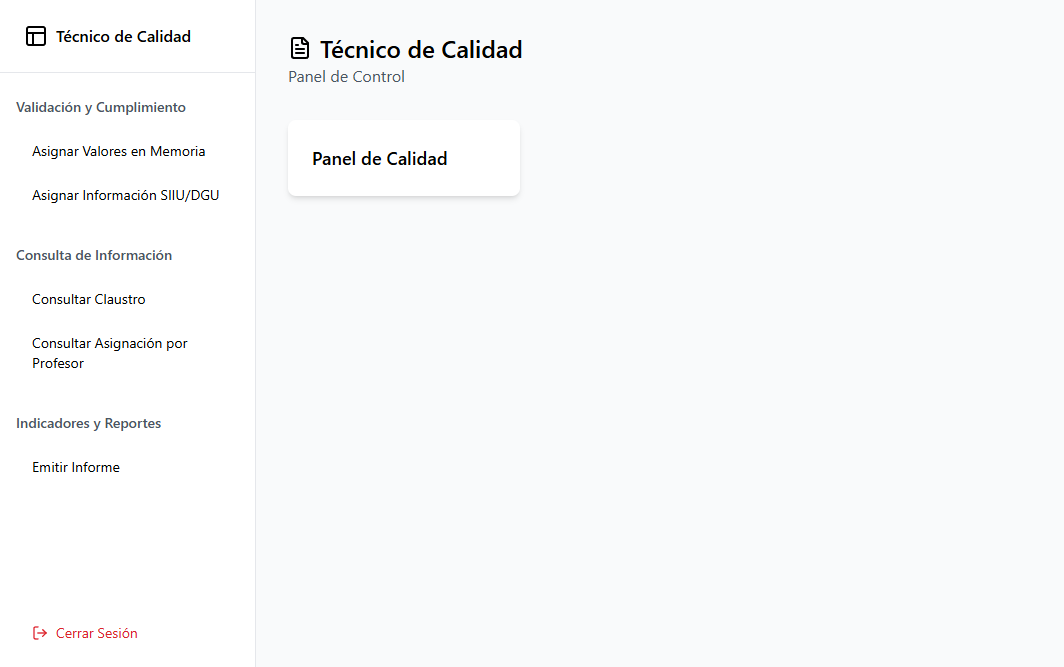 Técnico de Calidad
Validación y Cumplimiento
Asignar Valores en Memoria
Asignar Información SIIU/DGU
Consulta de Información
Consultar Claustro
Consultar Asignación por
Profesor
Indicadores y Reportes
Emitir Informe
Cerrar Sesión
Técnico de Calidad
Panel de Control
Panel de Calidad